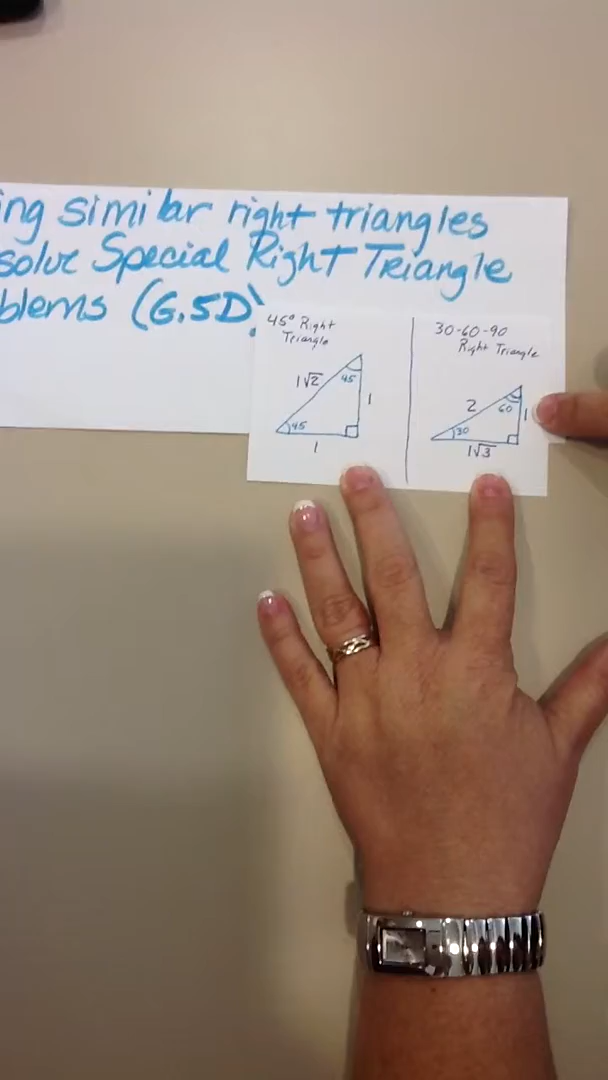 ing similar right triangles
solve Special Right Triangle
blems (G.5D)
45° Right
Triangle
1√2
45
1
45
1
30-60-90
Right Triangle
2
60
1
30
1√3